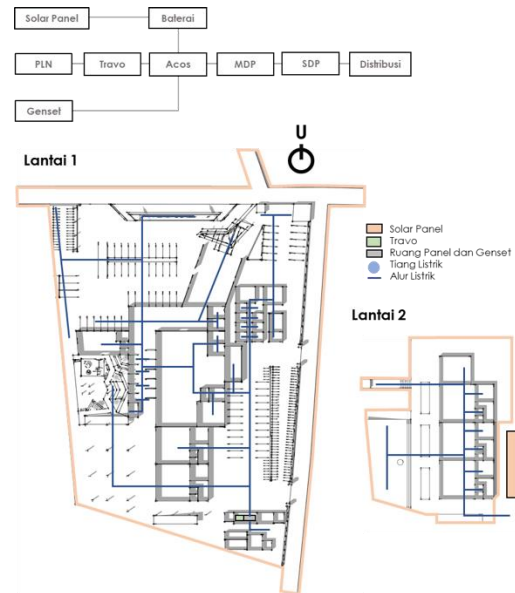 Solar Panel
Balerai
PLN
Travo
Acos
MDP
SDP
Distribusi
Genset
U
Lantai 1
Solar Panel
Travo
Ruang Panel dan Genset
Tiang Listrik
Alur Listrik
Lantai 2